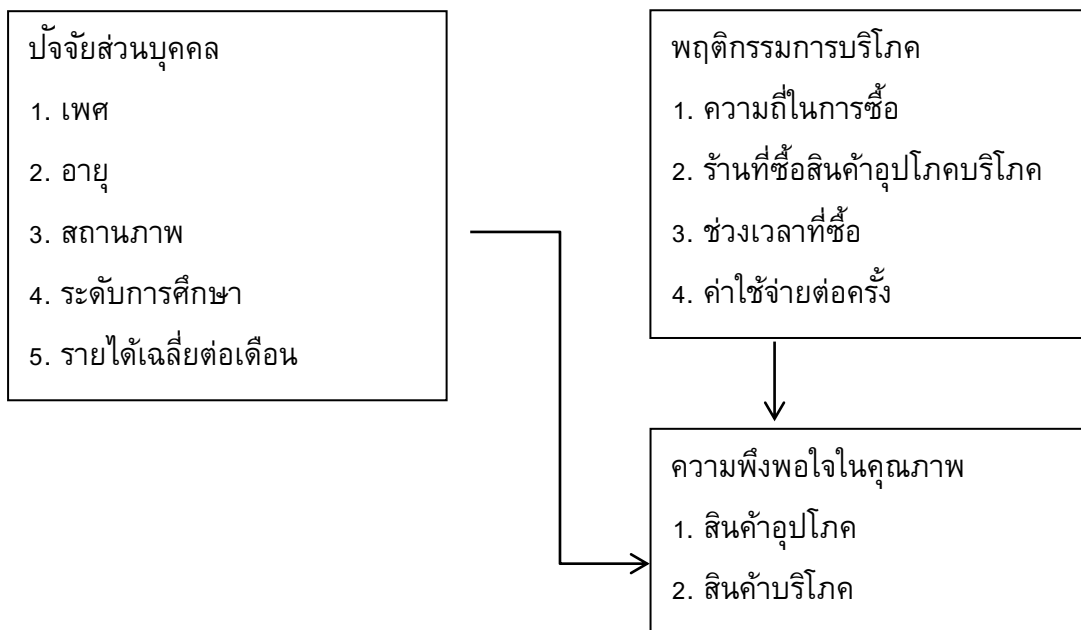 ปัจจัยส่วนบุคคล
1. เพศ
2. อายุ
3. สถานภาพ
4. ระดับการศึกษา
5. รายได้เฉลี่ยต่อเดือน
พฤติกรรมการบริโภค
1. ความถี่ในการซื้อ
2. ร้านที่ซื้อสินค้าอุปโภคบริโภค
3. ช่วงเวลาที่ซื้อ
4. ค่าใช้จ่ายต่อครั้ง
ความพึงพอใจในคุณภาพ
1. สินค้าอุปโภค
2. สินค้าบริโภค